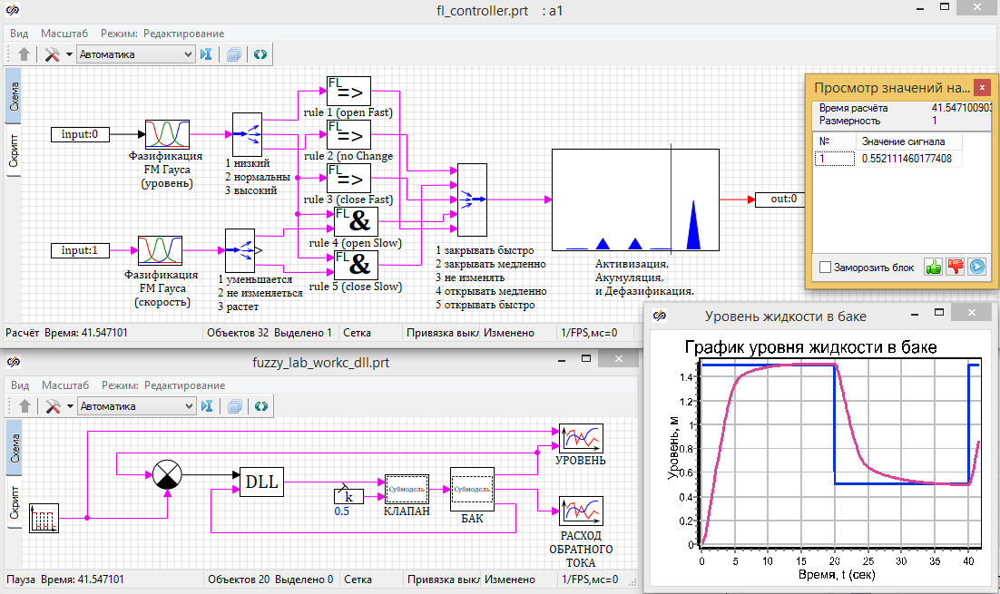 fl_controller.prt : a1
Вид Масштаб Режим: Редактирование
Автоматика
Схема
Скрипт
input:0
Фазификация
FM Гауса
(уровень)
1 низкий
2 нормальны
3 высокий
FL
=>
rule 1 (open Fast)
FL
=>
rule 2 (no Change
FL
=>
rule 3 (close Fast)
FL
&
rule 4 (open Slow)
FL
&
rule 5 (close Slow)
input:1
Фазификация
FM Гауса
(скорость)
1 уменьшается
2 не изменяеться
3 растет
1 закрывать быстро
2 закрывать медленно
3 не изменять
4 открывать медленно
5 открывать быстро
Активизация,
Акумуляция,
и Дефазификация.
out:0
Расчёт Время: 41.547101 Объектов 32 Выделено 1 Сетка Привязка выкл Изменено 1/FPS,мс=0
Просмотр значений на... x
Время расчёта 41.547100903
Размерность 1
№ Значение сигнала
1 0.552111460177408
Заморозить блок
fuzzy_lab_workc_dll.prt
Вид Масштаб Режим: Редактирование
Автоматика
Схема
Скрипт
DLL
k
0.5
Субмодель
КЛАПАН
Субмодель
БАК
УРОВЕНЬ
РАСХОД
ОБРАТНОГО
ТОКА
Пауза Время: 41.547101 Объектов 20 Выделено 0 Сетка Привязка выкл Изменено 1/FPS,мс=0
Уровень жидкости в баке
График уровня жидкости в баке
Уровень, м
1.4
1.2
1
0.8
0.6
0.4
0.2
0
0 5 10 15 20 25 30 35 40
Время, t (сек)